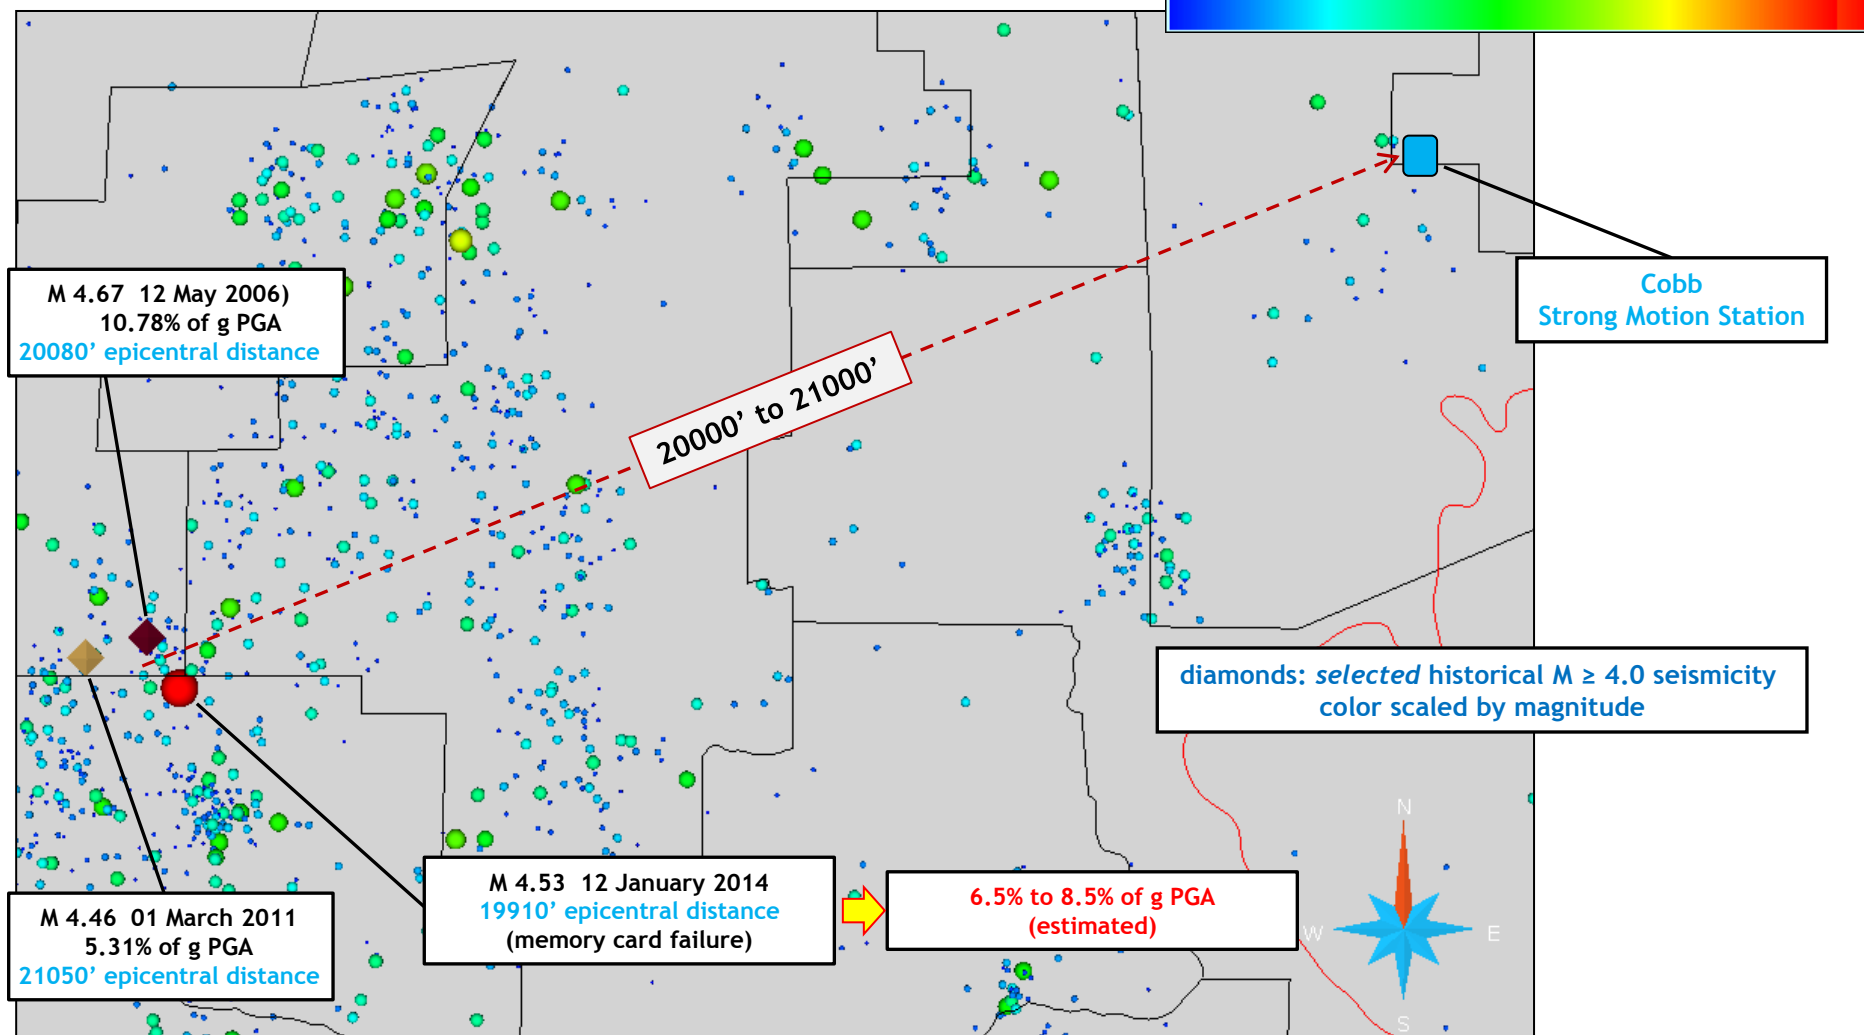 M 4.67 12 May 2006)
10.78% of g PGA
20080’ epicentral distance
Cobb
Strong Motion Station
20000’ to 21000’
diamonds: selected historical M ≥ 4.0 seismicity
color scaled by magnitude
M 4.53 12 January 2014
19910’ epicentral distance
(memory card failure)
6.5% to 8.5% of g PGA
(estimated)
M 4.46 01 March 2011
5.31% of g PGA
21050’ epicentral distance
N
W
E
S